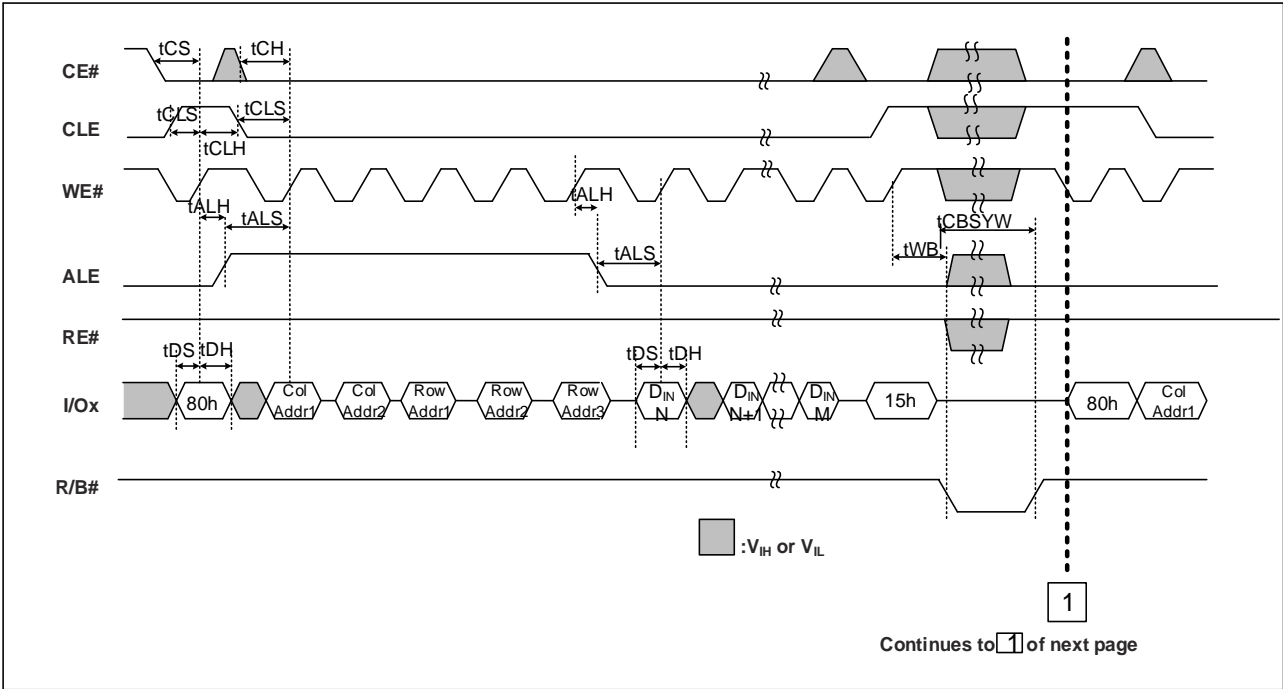 tCS tCH
CE#
tCLS tCLS
CLE
tCLH
WE#
tALH tALH
tALS
tCBSYW
tWB
tALS
ALE
RE#
tDS tDH tDS tDH
I/Ox
80h
Col Addr1
Col Addr2
Row Addr1
Row Addr2
Row Addr3
DIN N
DIN N+1
DIN M
15h
80h
Col Addr1
R/B#
:VIH or VIL
1
Continues to 1 of next page